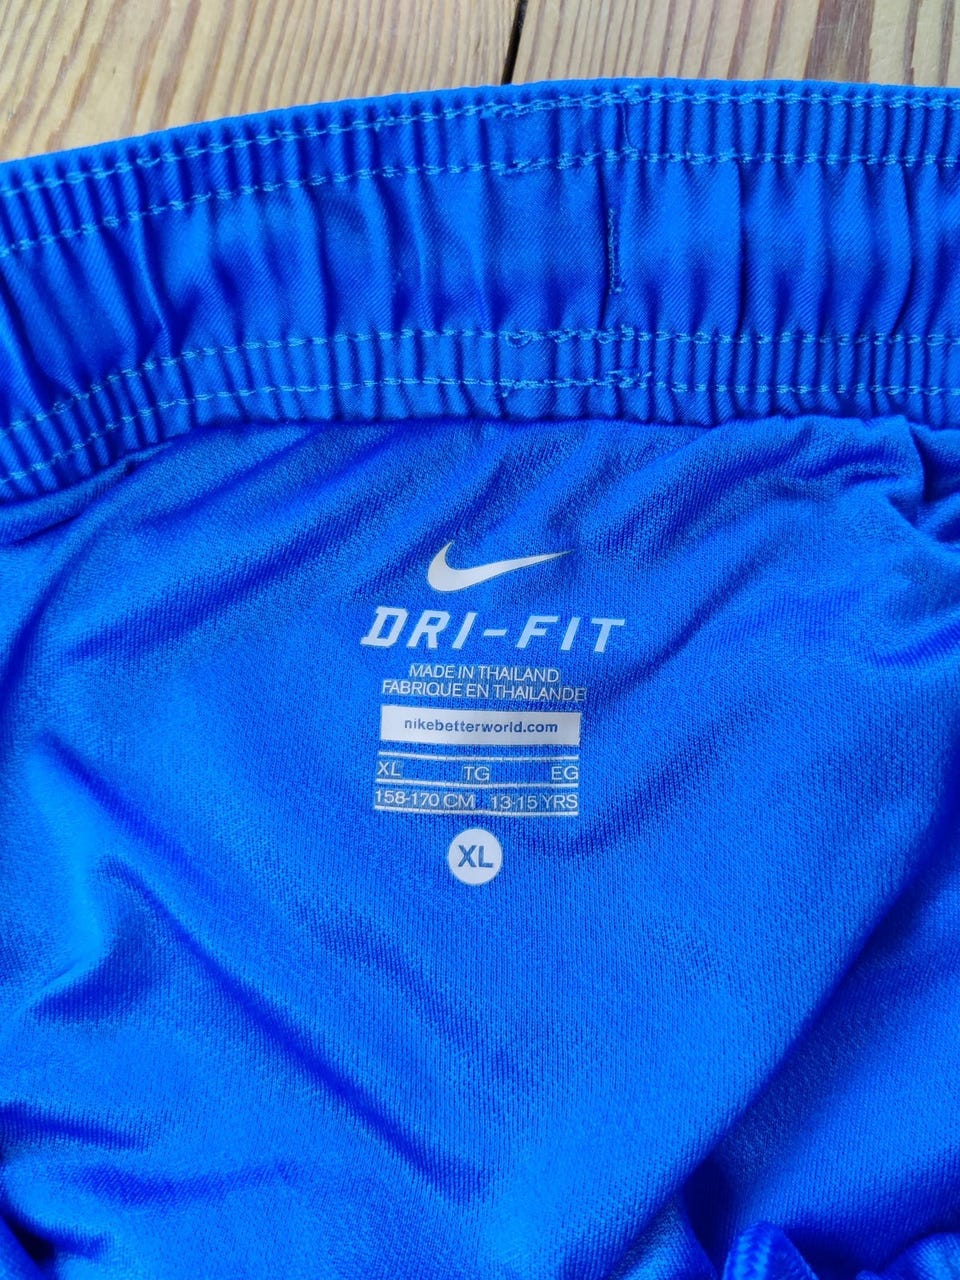 DRI-FIT
MADE IN THAILAND
FABRIQUE EN THAILANDE
nikebetterworld.com
XL TG EG
158-170 CM 13-15 YRS
XL